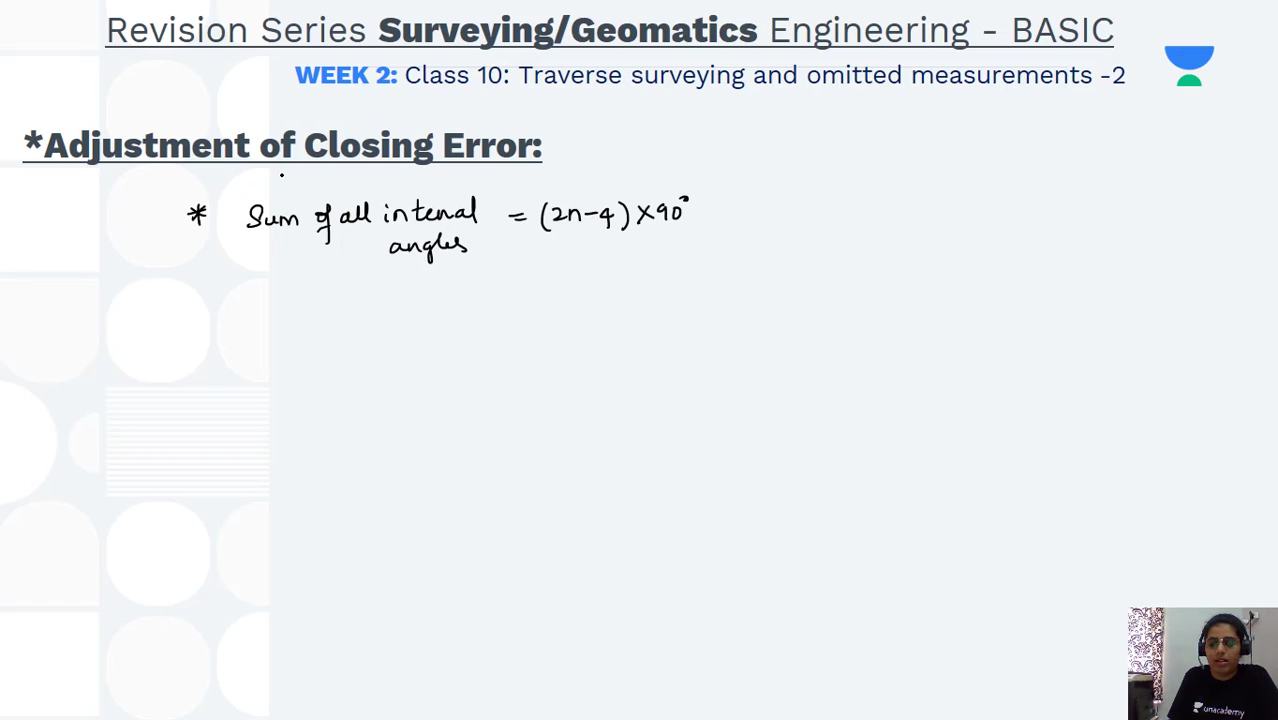 Revision Series Surveying/Geomatics Engineering - BASIC
WEEK 2: Class 10: Traverse surveying and omitted measurements -2
*Adjustment of Closing Error:
* Sum of all intenal = (2n-4)×90°
angles
unacademy